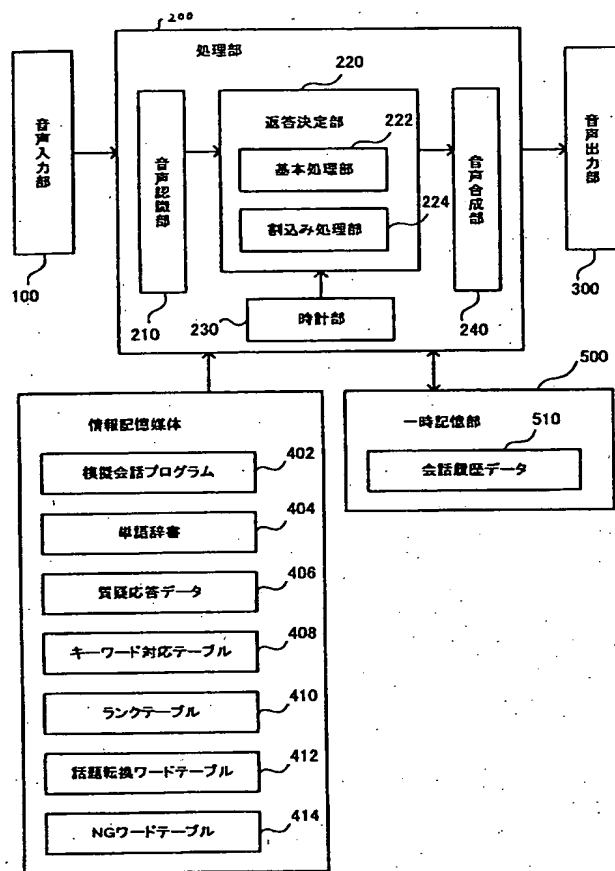 200
処理部
220
音声入力部
音声認識部
返答決定部
222
基本処理部
224
割込み処理部
音声合成部
音声出力部
100
210
230
時計部
240
300
500
情報記憶媒体
一時記憶部
510
会話履歴データ
402
模擬会話プログラム
404
単語辞書
406
質疑応答データ
408
キーワード対応テーブル
410
ランクテーブル
412
話題転換ワードテーブル
414
NGワードテーブル